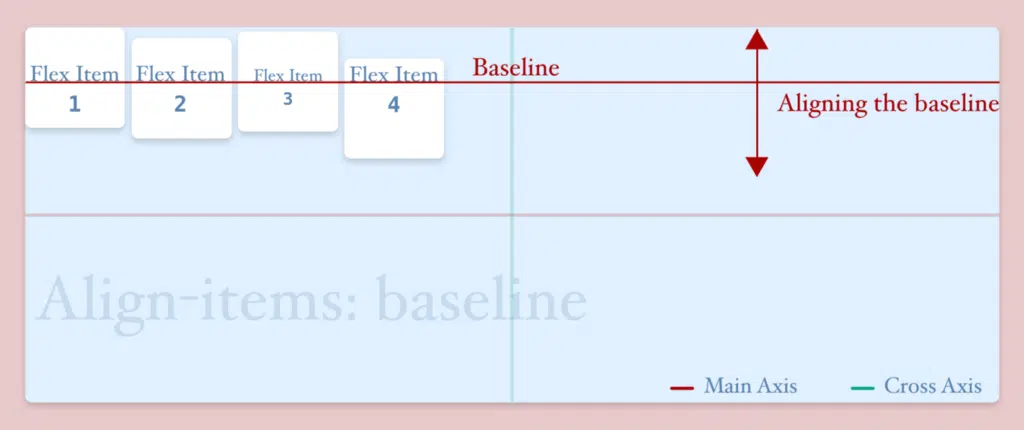 Flex Item
1
Flex Item
2
Flex Item
3
Flex Item
4
Baseline
Aligning the baseline
Align-items: baseline
Main Axis
Cross Axis